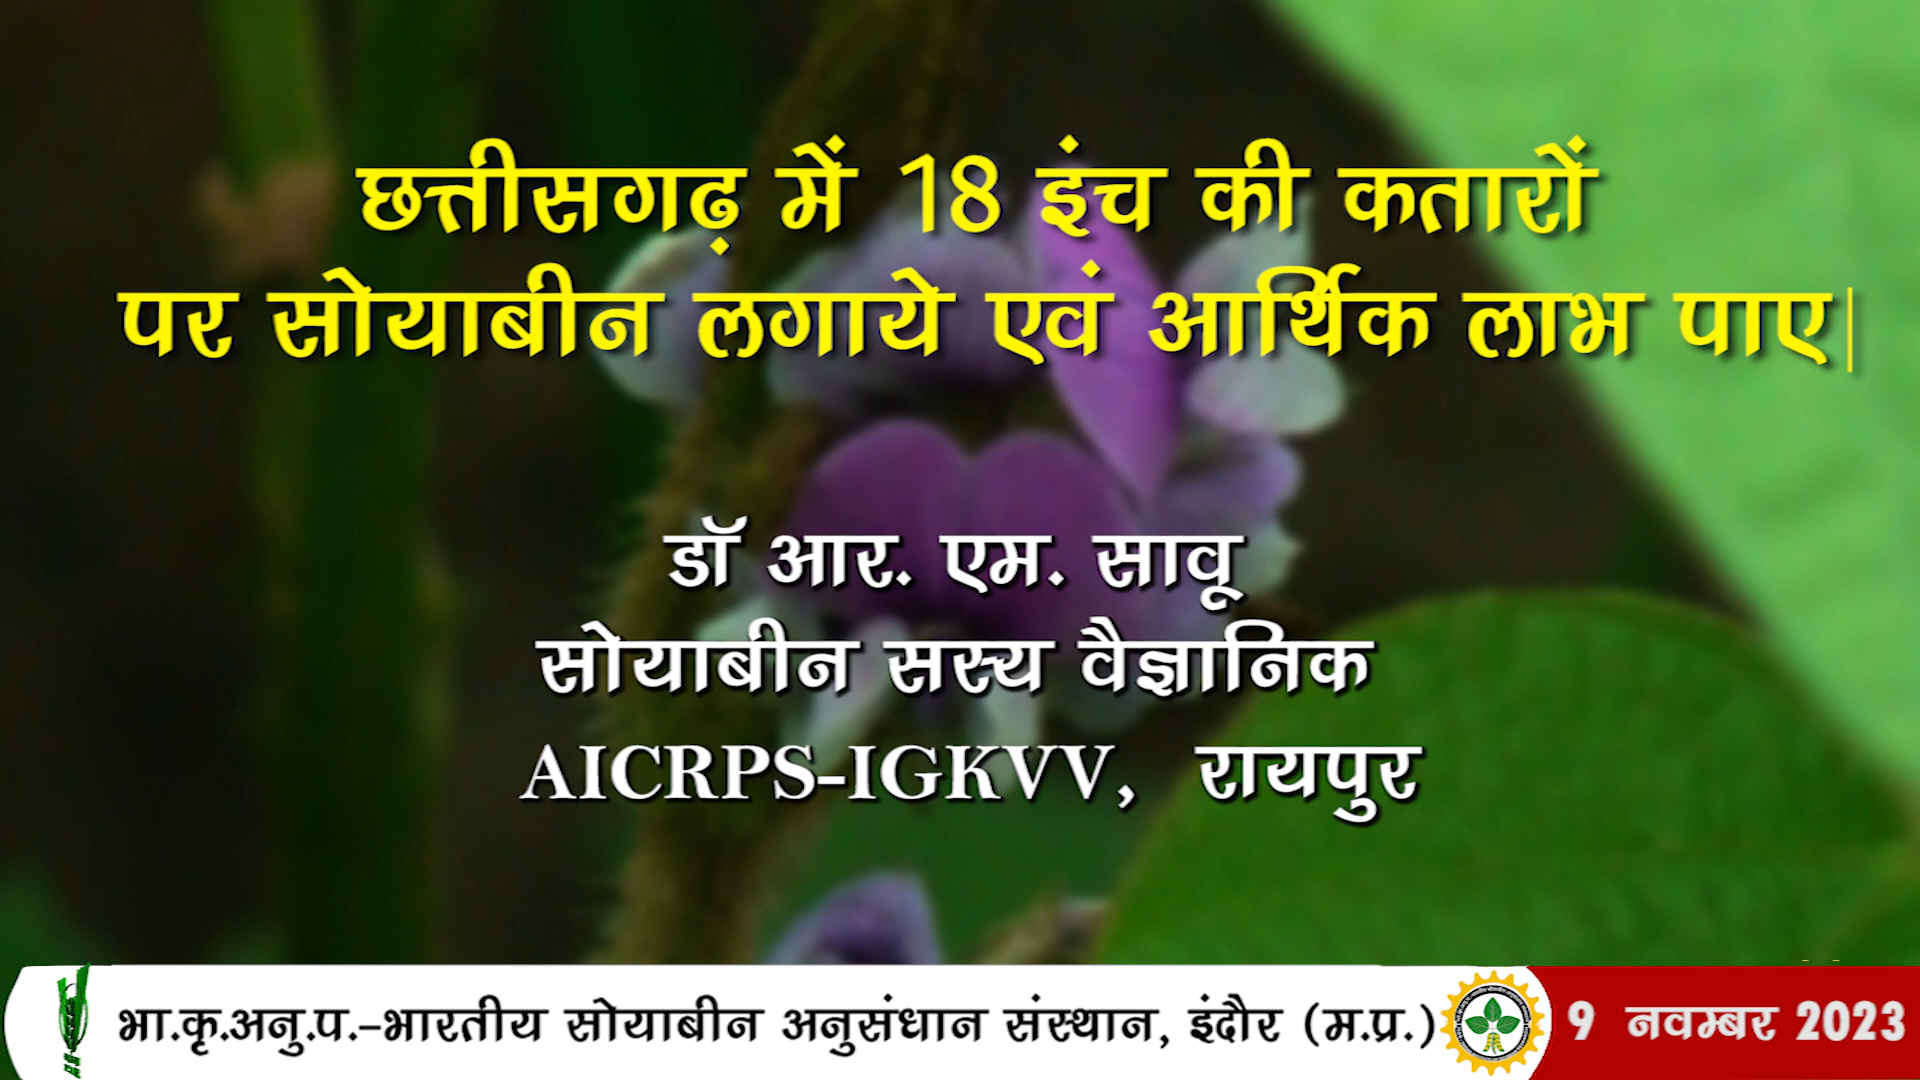 छत्तीसगढ़ में 18 इंच की कतारों
पर सोयाबीन लगाये एवं आर्थिक लाभ पाए|
डॉ आर. एम. सावू
सोयाबीन सस्य वैज्ञानिक
AICRPS-IGKVV, रायपुर
भा.कृ.अनु.प.-भारतीय सोयाबीन अनुसंधान संस्थान, इंदौर (म.प्र.)
9 नवम्बर 2023